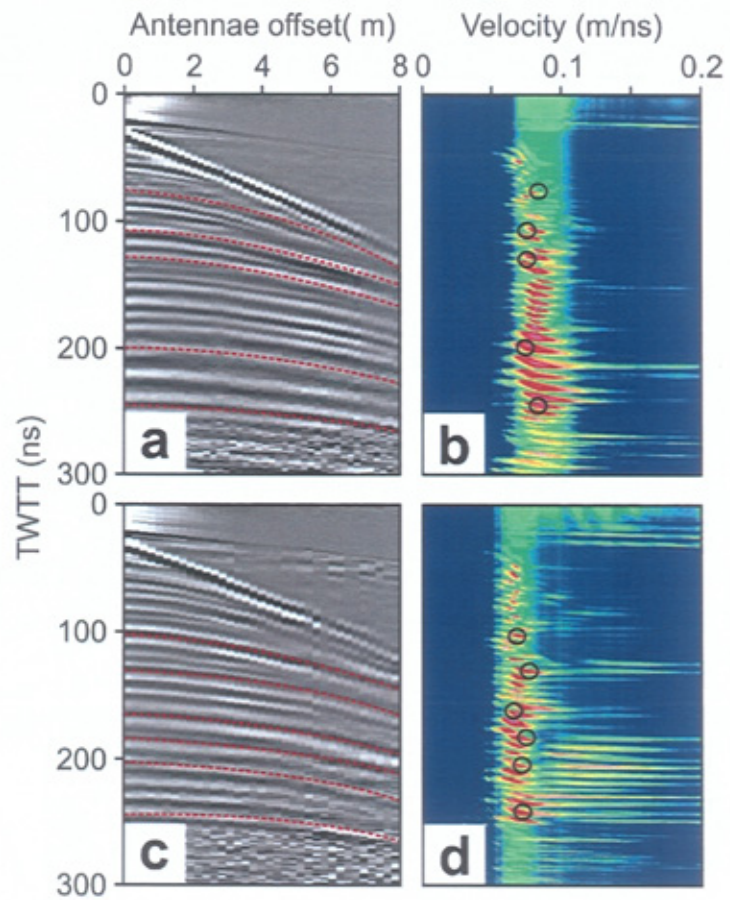 Antennae offset( m)
Velocity (m/ns)
0 2 4 6 8 0 0.1 0.2
0
100
200
300
a
b
TWTT (ns)
0
100
200
300
c
d